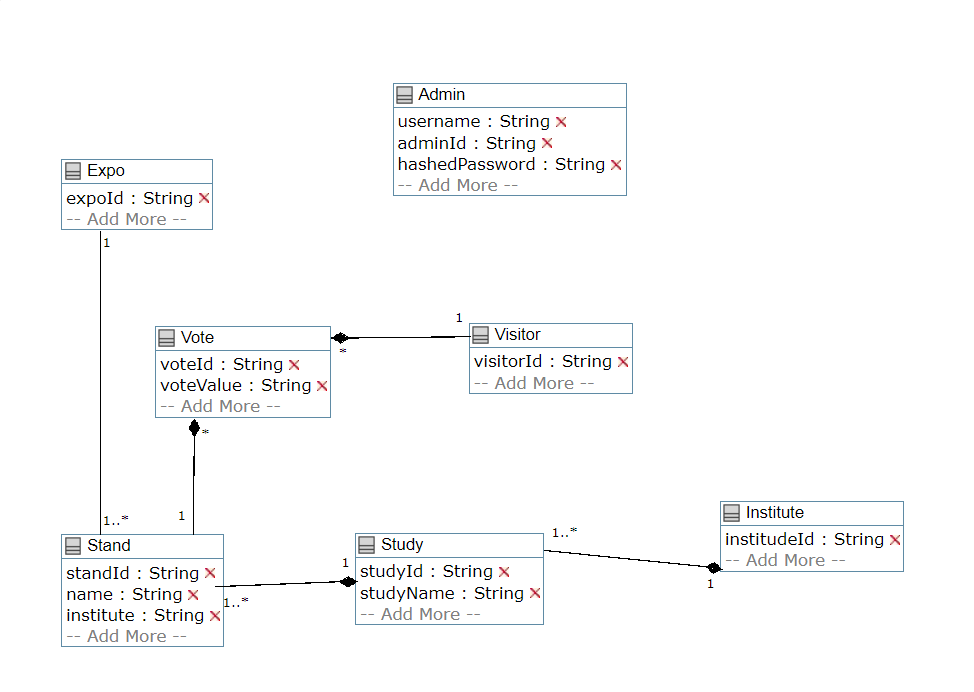 Admin
username : String
adminId : String
hashedPassword : String
-- Add More --
Expo
expoId : String
-- Add More --
1
1..*
Vote
voteId : String
voteValue : String
-- Add More --
*
1
Visitor
visitorId : String
-- Add More --
*
1
Stand
standId : String
name : String
institute : String
-- Add More --
1..*
1
Study
studyId : String
studyName : String
-- Add More --
1..*
1
Institute
institudeId : String
-- Add More --